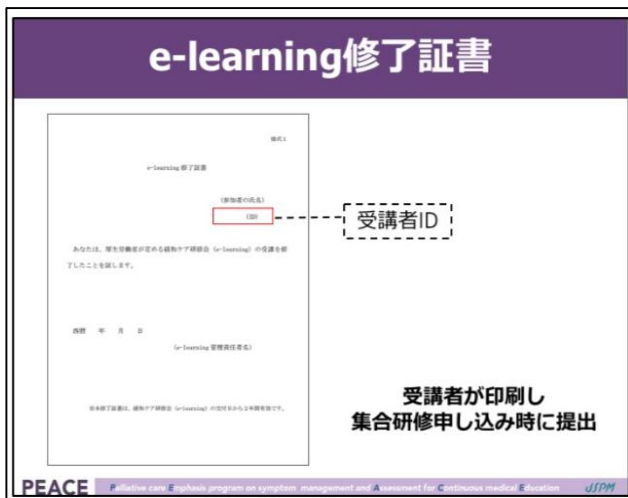 e-learning修了証書
様式1
e-learning 修了証書
(参加者の氏名)
(ID)
受講者ID
あなたは、厚生労働省が定める緩和ケア研修会 (e-learning) の受講を修
了したことを証します。
西暦 年 月 日
(e-learning 管理責任者名)
※本修了証書は、緩和ケア研修会 (e-learning) の交付日から2年間有効です。
受講者が印刷し
集合研修申し込み時に提出
PEACE Palliative care Emphasis program on symptom management and Assessment for Continuous medical Education JSPM